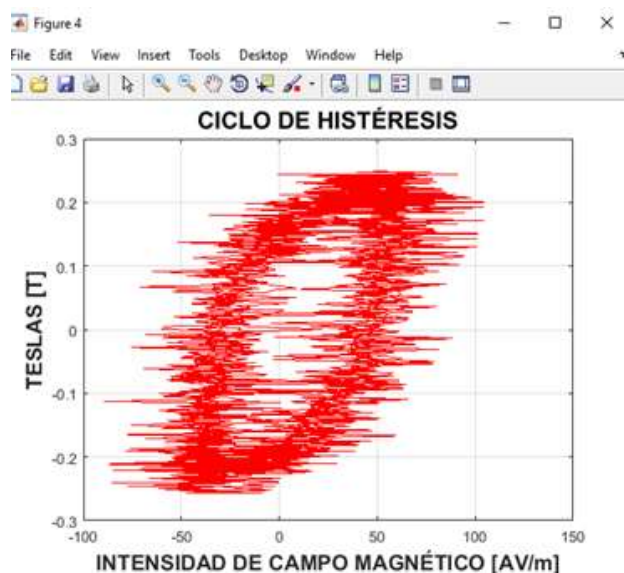 Figure 4
File Edit View Insert Tools Desktop Window Help
CICLO DE HISTÉRESIS
0.3
0.2
0.1
0
-0.1
-0.2
-0.3
TESLAS [T]
-100 -50 0 50 100 150
INTENSIDAD DE CAMPO MAGNÉTICO [AV/m]